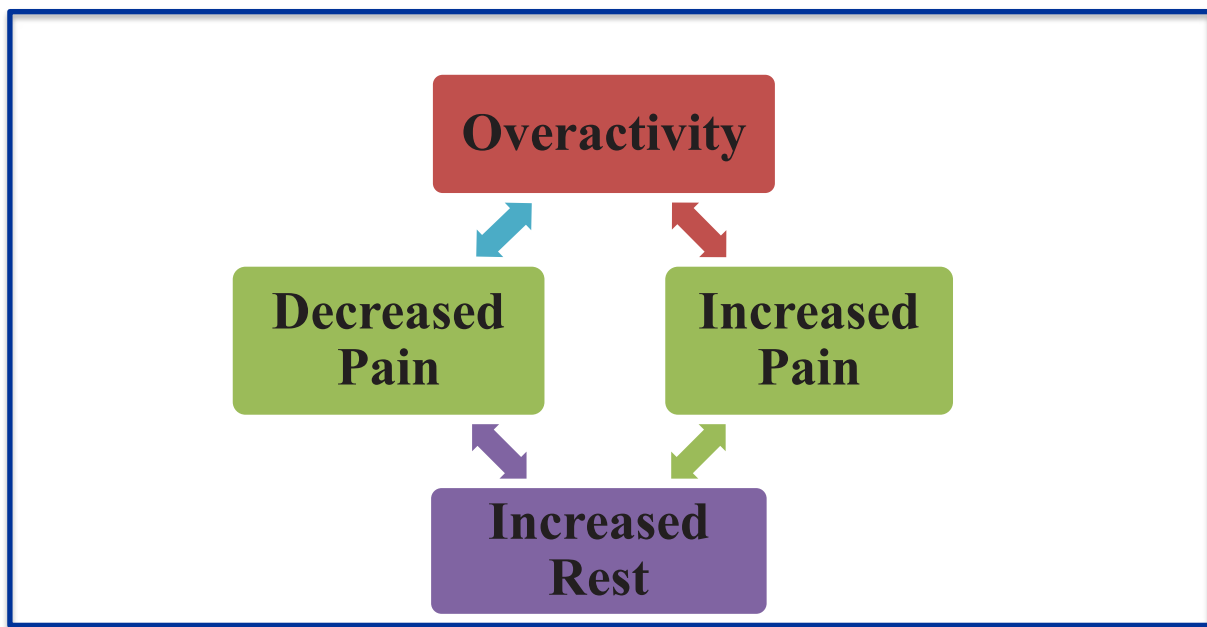 Overactivity
Decreased
Pain
Increased
Pain
Increased
Rest